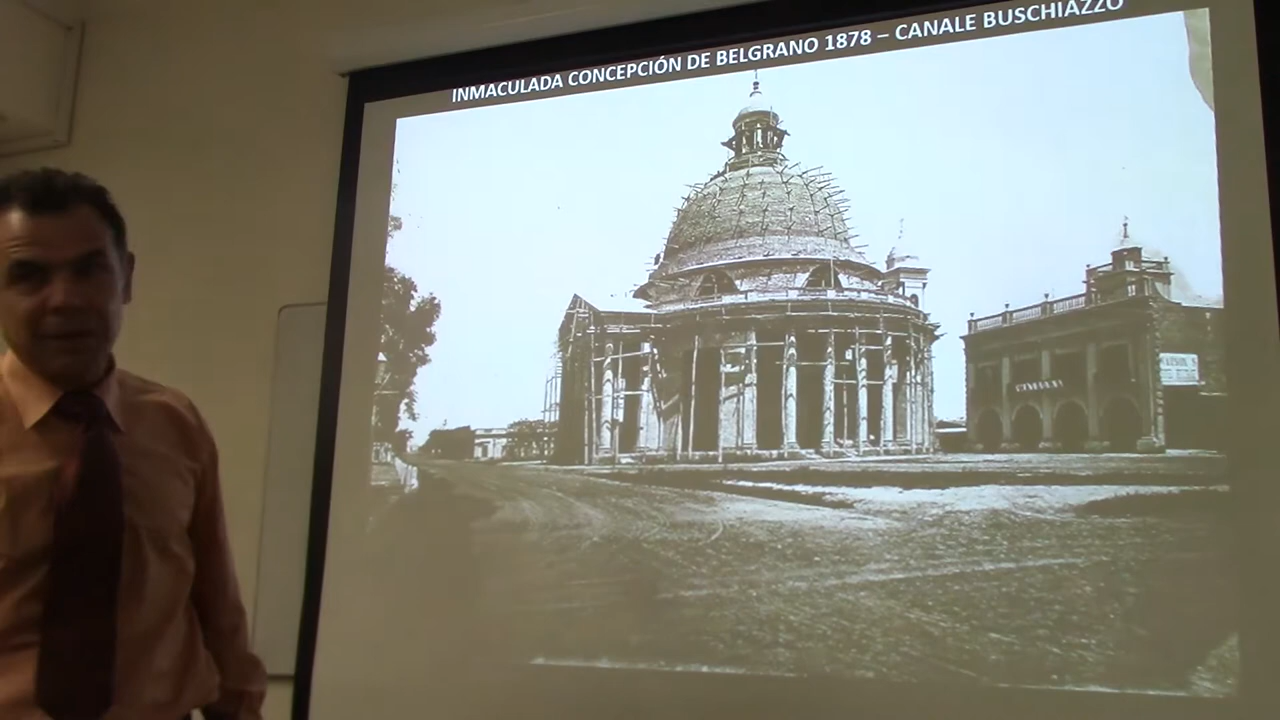 INMACULADA CONCEPCIÓN DE BELGRANO 1878 – CANALE BUSCHIAZZO